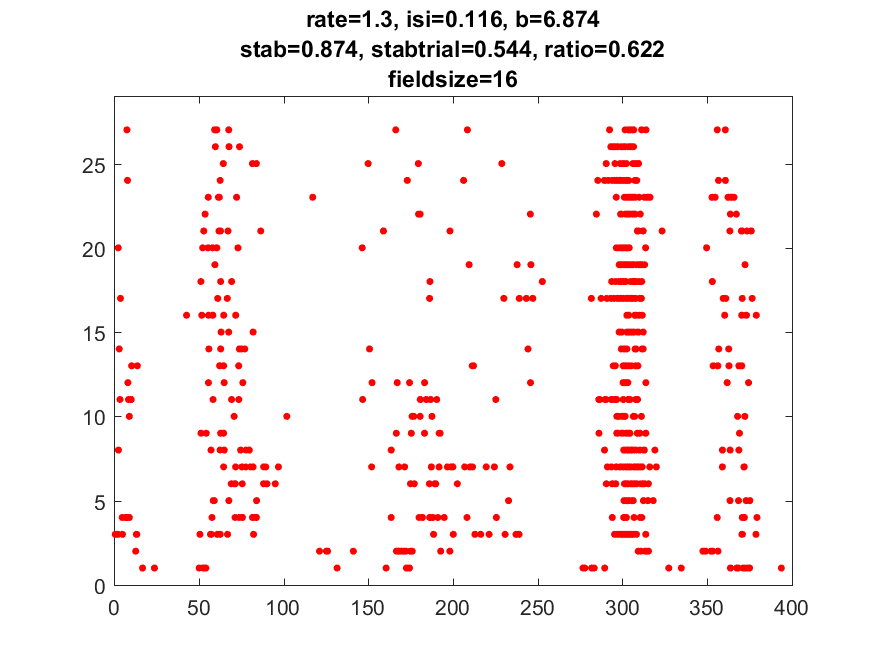 rate=1.3, isi=0.116, b=6.874
stab=0.874, stabtrial=0.544, ratio=0.622
fieldsize=16
25
20
15
10
5
0
0 50 100 150 200 250 300 350 400